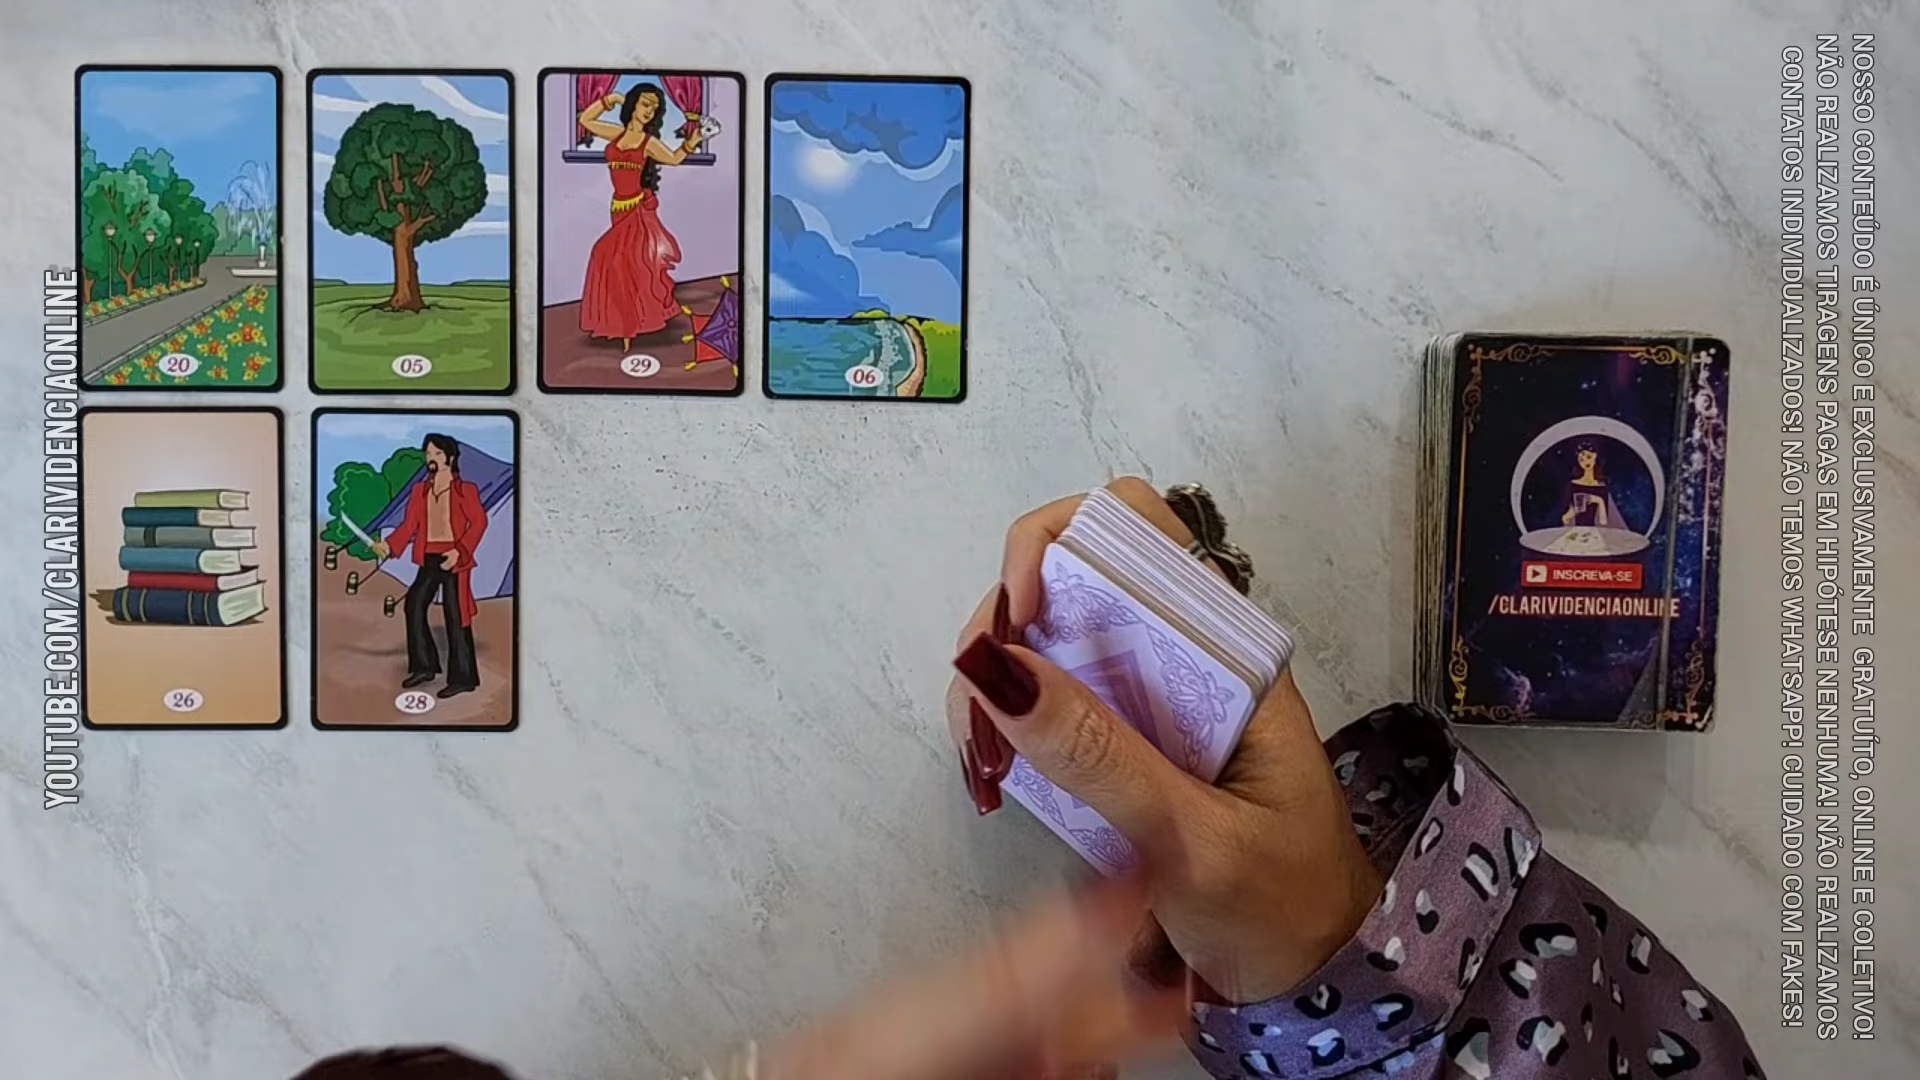 YOUTUBE.COM/CLARIVIDENCIAONLINE
20
05
29
06
26
28
INSCREVA-SE
/CLARIVIDENCIAONLINE
NOSSO CONTEÚDO É ÚNICO E EXCLUSIVAMENTE GRATUÍTO, ONLINE E COLETIVO!
NÃO REALIZAMOS TIRAGENS PAGAS EM HIPÓTESE NENHUMA! NÃO REALIZAMOS
CONTATOS INDIVIDUALIZADOS! NÃO TEMOS WHATSAPP! CUIDADO COM FAKES!